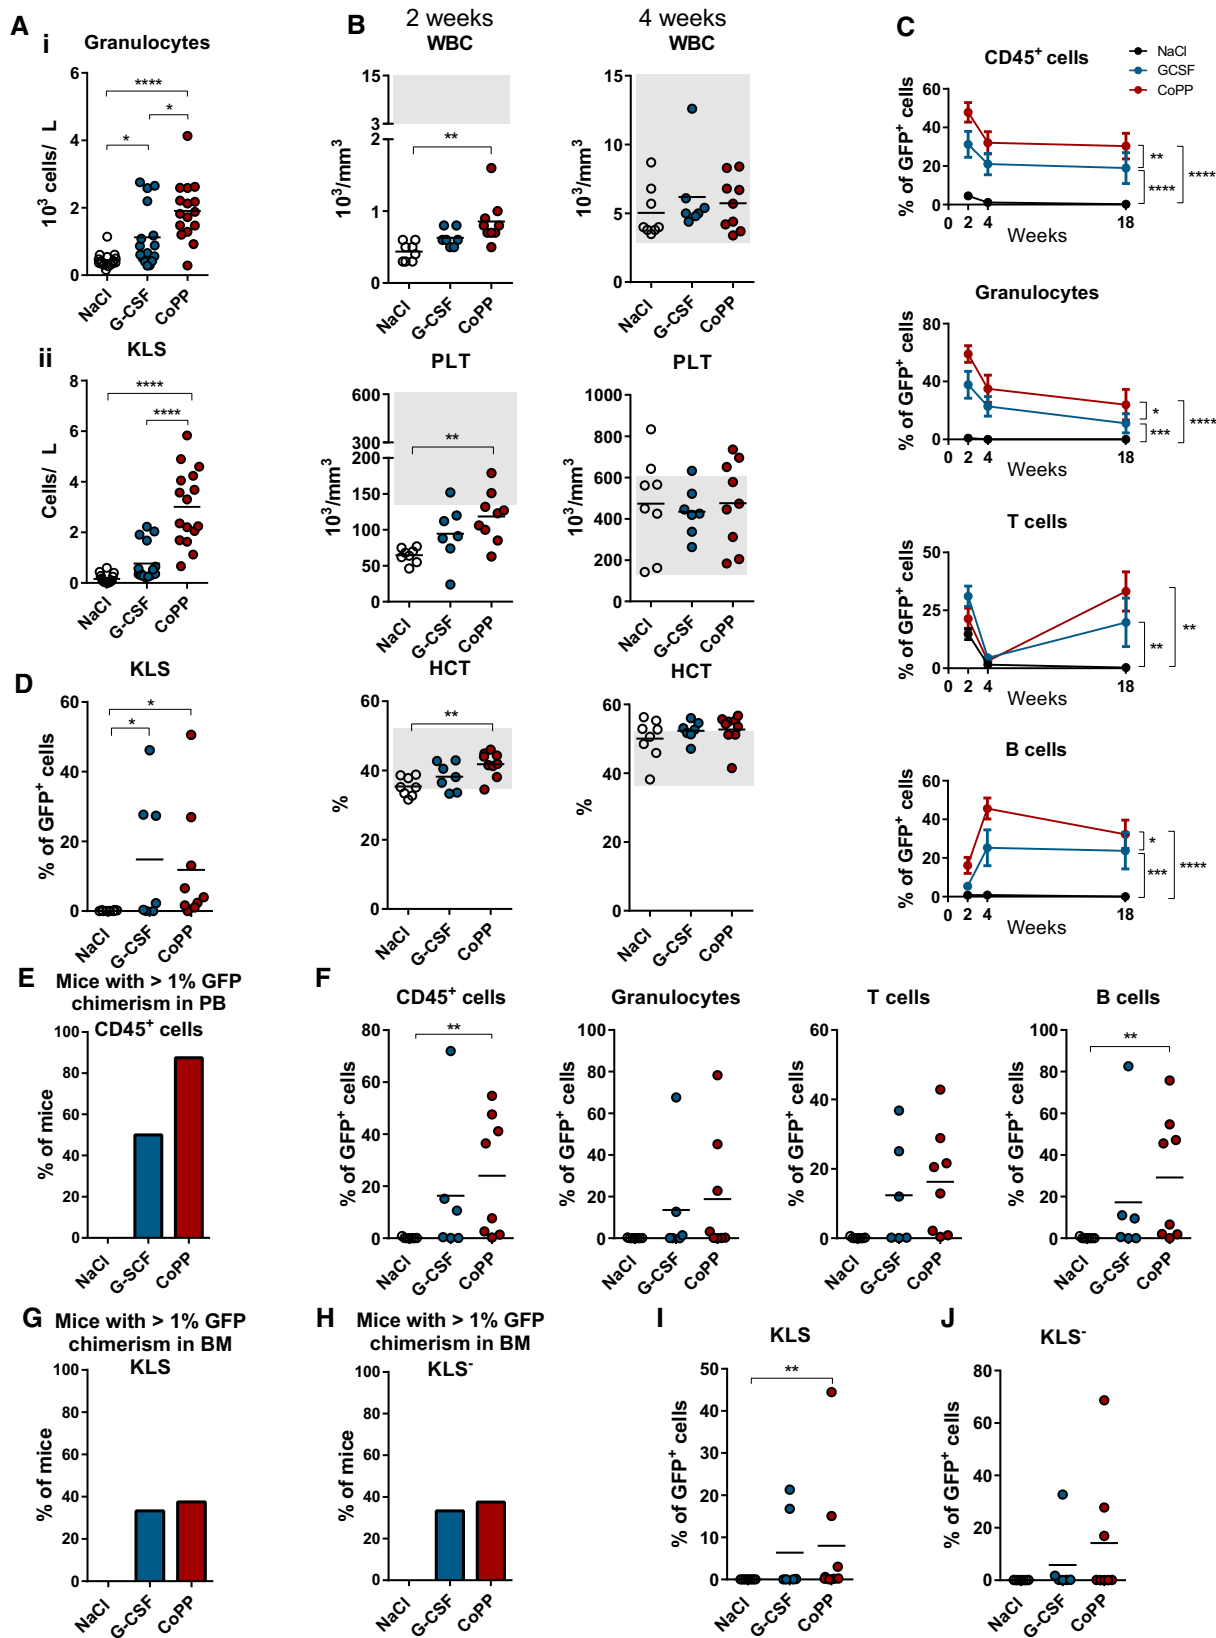 A
i
Granulocytes
10³ cells/ L
6
4
2
0
****
*
*
NaCl
G-CSF
CoPP
ii
KLS
Cells/ L
8
6
4
2
0
****
****
NaCl
G-CSF
CoPP
B
2 weeks
WBC
10³/mm³
15
3
2
1
0
**
NaCl
G-CSF
CoPP
4 weeks
WBC
10³/mm³
15
10
5
0
NaCl
G-CSF
CoPP
PLT
10³/mm³
600
300
200
150
100
50
0
**
NaCl
G-CSF
CoPP
PLT
10³/mm³
1000
800
600
400
200
0
NaCl
G-CSF
CoPP
HCT
%
60
40
20
0
**
NaCl
G-CSF
CoPP
HCT
%
60
40
20
0
NaCl
G-CSF
CoPP
C
CD45⁺ cells
NaCl
GCSF
CoPP
% of GFP⁺ cells
60
40
20
0
**
****
****
0 2 4 18
Weeks
Granulocytes
% of GFP⁺ cells
80
40
0
*
***
****
0 2 4 18
Weeks
T cells
% of GFP⁺ cells
50
25
0
**
**
0 2 4 18
Weeks
B cells
% of GFP⁺ cells
60
40
20
0
*
***
****
0 2 4 18
Weeks
D
KLS
% of GFP⁺ cells
60
40
20
0
*
*
NaCl
G-CSF
CoPP
E
Mice with > 1% GFP
chimerism in PB
CD45⁺ cells
% of mice
100
80
60
40
20
0
NaCl
G-SCF
CoPP
F
CD45⁺ cells
% of GFP⁺ cells
80
60
40
20
0
**
NaCl
G-CSF
CoPP
Granulocytes
% of GFP⁺ cells
100
80
60
40
20
0
NaCl
G-CSF
CoPP
T cells
% of GFP⁺ cells
60
40
20
0
NaCl
G-CSF
CoPP
B cells
% of GFP⁺ cells
100
80
60
40
20
0
**
NaCl
G-CSF
CoPP
G
Mice with > 1% GFP
chimerism in BM
KLS
% of mice
100
80
60
40
20
0
NaCl
G-CSF
CoPP
H
Mice with > 1% GFP
chimerism in BM
KLS⁻
% of mice
100
80
60
40
20
0
NaCl
G-CSF
CoPP
I
KLS
% of GFP⁺ cells
50
40
30
20
10
0
**
NaCl
G-CSF
CoPP
J
KLS⁻
% of GFP⁺ cells
80
60
40
20
0
NaCl
G-CSF
CoPP